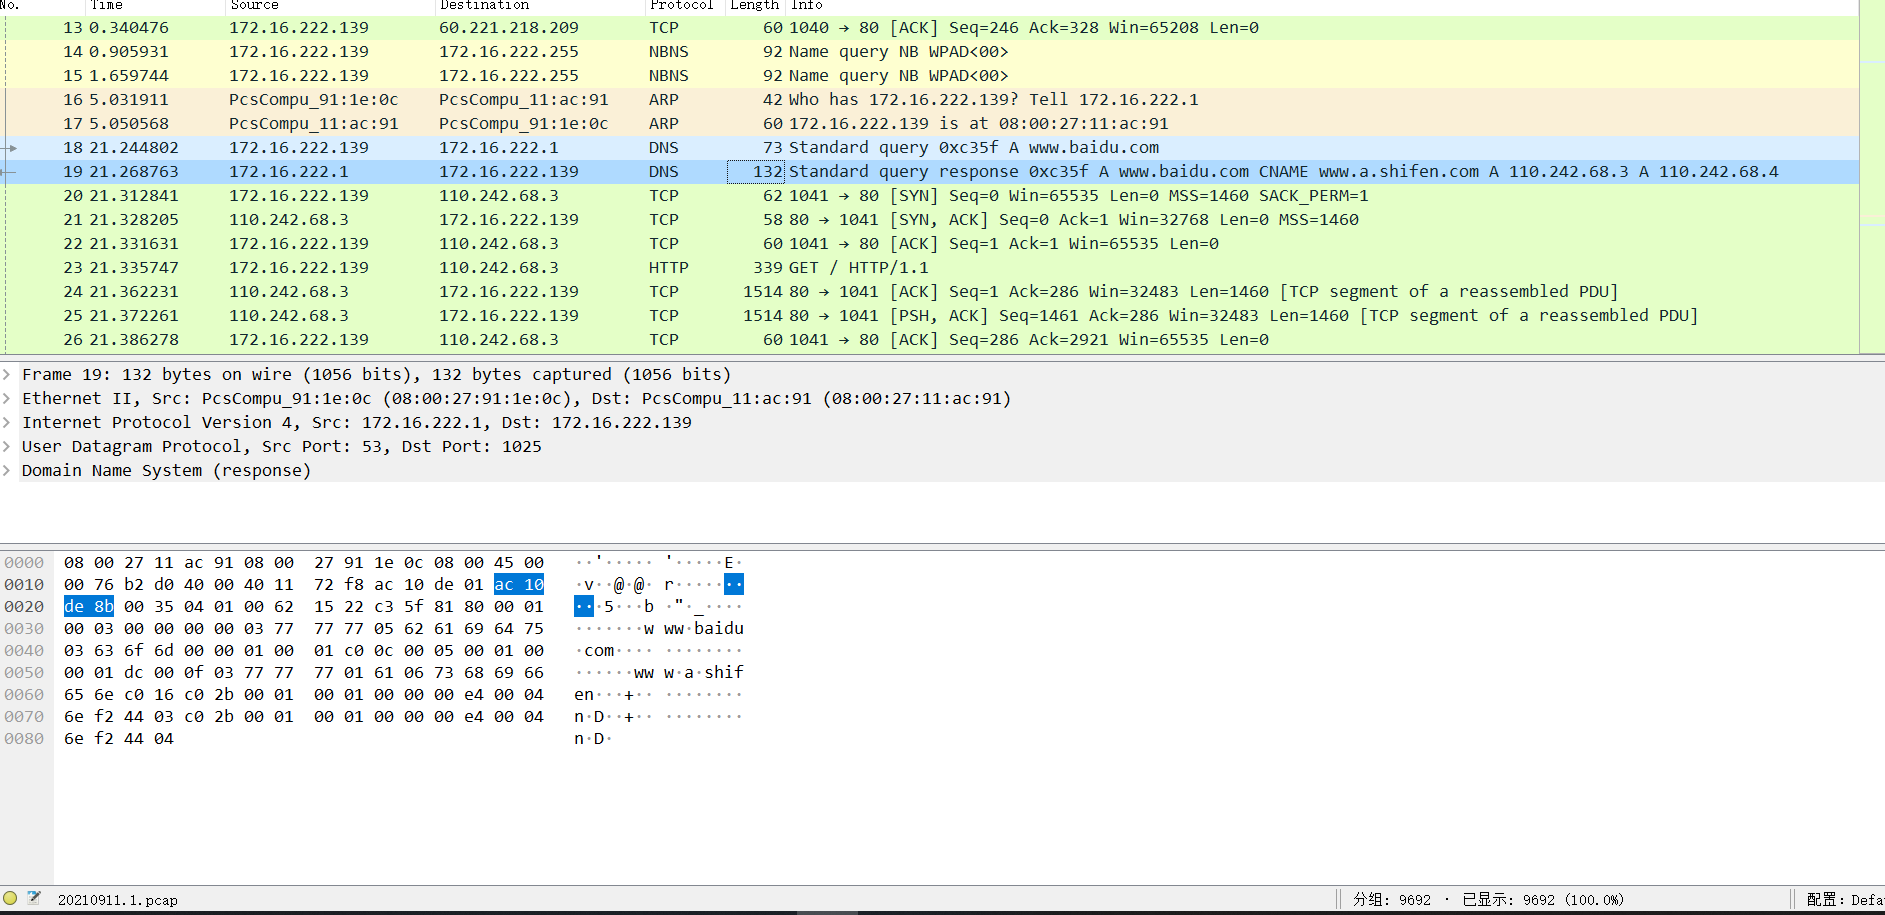 No. Time Source Destination Protocol Length Info
13 0.340476 172.16.222.139 60.221.218.209 TCP 60 1040 → 80 [ACK] Seq=246 Ack=328 Win=65208 Len=0
14 0.905931 172.16.222.139 172.16.222.255 NBNS 92 Name query NB WPAD<00>
15 1.659744 172.16.222.139 172.16.222.255 NBNS 92 Name query NB WPAD<00>
16 5.031911 PcsCompu_91:1e:0c PcsCompu_11:ac:91 ARP 42 Who has 172.16.222.139? Tell 172.16.222.1
17 5.050568 PcsCompu_11:ac:91 PcsCompu_91:1e:0c ARP 60 172.16.222.139 is at 08:00:27:11:ac:91
18 21.244802 172.16.222.139 172.16.222.1 DNS 73 Standard query 0xc35f A www.baidu.com
19 21.268763 172.16.222.1 172.16.222.139 DNS 132 Standard query response 0xc35f A www.baidu.com CNAME www.a.shifen.com A 110.242.68.3 A 110.242.68.4
20 21.312841 172.16.222.139 110.242.68.3 TCP 62 1041 → 80 [SYN] Seq=0 Win=65535 Len=0 MSS=1460 SACK_PERM=1
21 21.328205 110.242.68.3 172.16.222.139 TCP 58 80 → 1041 [SYN, ACK] Seq=0 Ack=1 Win=32768 Len=0 MSS=1460
22 21.331631 172.16.222.139 110.242.68.3 TCP 60 1041 → 80 [ACK] Seq=1 Ack=1 Win=65535 Len=0
23 21.335747 172.16.222.139 110.242.68.3 HTTP 339 GET / HTTP/1.1
24 21.362231 110.242.68.3 172.16.222.139 TCP 1514 80 → 1041 [ACK] Seq=1 Ack=286 Win=32483 Len=1460 [TCP segment of a reassembled PDU]
25 21.372261 110.242.68.3 172.16.222.139 TCP 1514 80 → 1041 [PSH, ACK] Seq=1461 Ack=286 Win=32483 Len=1460 [TCP segment of a reassembled PDU]
26 21.386278 172.16.222.139 110.242.68.3 TCP 60 1041 → 80 [ACK] Seq=286 Ack=2921 Win=65535 Len=0
Frame 19: 132 bytes on wire (1056 bits), 132 bytes captured (1056 bits)
Ethernet II, Src: PcsCompu_91:1e:0c (08:00:27:91:1e:0c), Dst: PcsCompu_11:ac:91 (08:00:27:11:ac:91)
Internet Protocol Version 4, Src: 172.16.222.1, Dst: 172.16.222.139
User Datagram Protocol, Src Port: 53, Dst Port: 1025
Domain Name System (response)
0000 08 00 27 11 ac 91 08 00 27 91 1e 0c 08 00 45 00 ··'····· '·····E·
0010 00 76 b2 d0 40 00 40 11 72 f8 ac 10 de 01 ac 10 ·v··@·@· r·······
0020 de 8b 00 35 04 01 00 62 15 22 c3 5f 81 80 00 01 ···5···b ·"·_····
0030 00 03 00 00 00 00 03 77 77 77 05 62 61 69 64 75 ·······w ww·baidu
0040 03 63 6f 6d 00 00 01 00 01 c0 0c 00 05 00 01 00 ·com···· ········
0050 00 01 dc 00 0f 03 77 77 77 01 61 06 73 68 69 66 ······ww w·a·shif
0060 65 6e c0 16 c0 2b 00 01 00 01 00 00 00 e4 00 04 en···+·· ········
0070 6e f2 44 03 c0 2b 00 01 00 01 00 00 00 e4 00 04 n·D··+·· ········
0080 6e f2 44 04 n·D·
20210911.1.pcap 分组: 9692 · 已显示: 9692 (100.0%) 配置: Defa